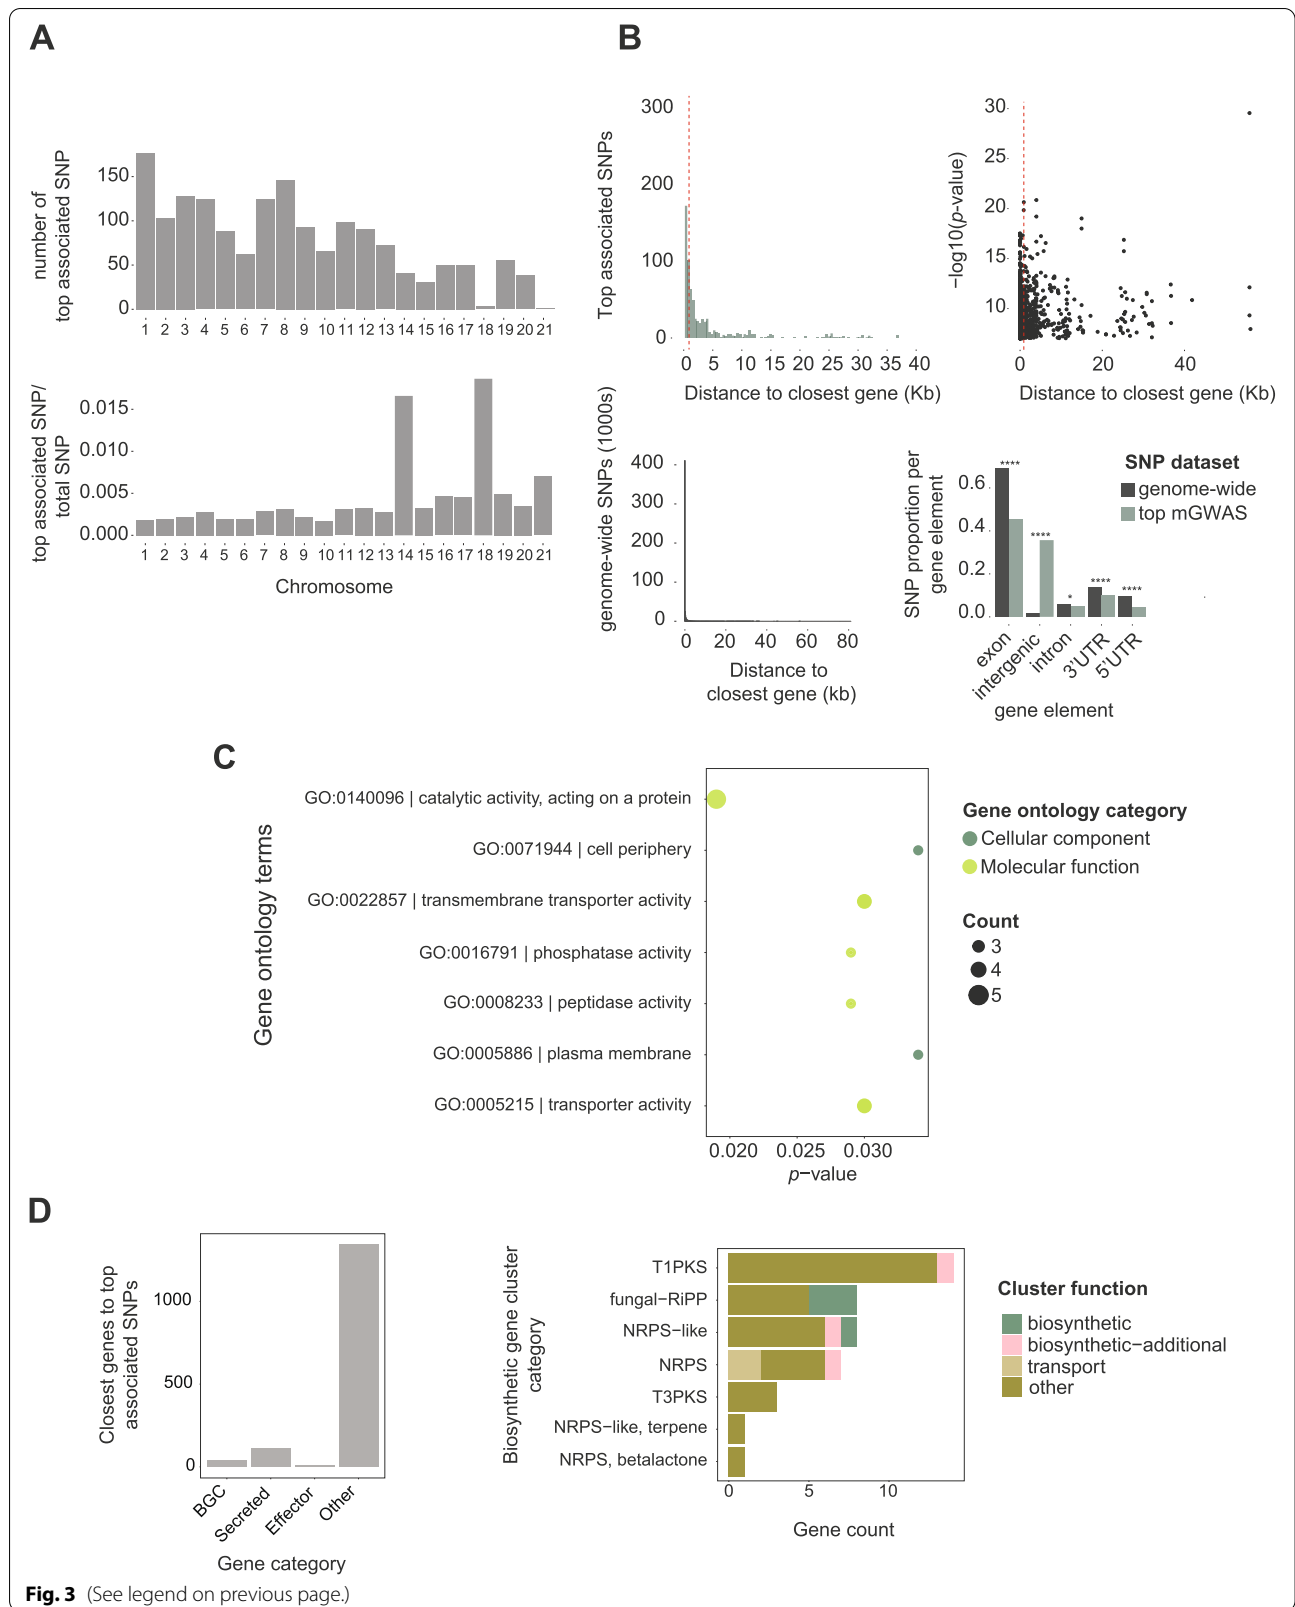 A
number of
top associated SNP
150
100
50
0
1 2 3 4 5 6 7 8 9 10 11 12 13 14 15 16 17 18 19 20 21
top associated SNP/
total SNP
0.015
0.010
0.005
0.000
1 2 3 4 5 6 7 8 9 10 11 12 13 14 15 16 17 18 19 20 21
Chromosome
B
Top associated SNPs
300
200
100
0
0 5 10 15 20 25 30 35 40
Distance to closest gene (Kb)
−log10(p-value)
30
25
20
15
10
0 20 40
Distance to closest gene (Kb)
genome-wide SNPs (1000s)
400
300
200
100
0
0 20 40 60 80
Distance to
closest gene (kb)
SNP proportion per
gene element
0.6
0.4
0.2
0.0
**** **** * **** ****
exon
intergenic
intron
3'UTR
5'UTR
gene element
SNP dataset
genome-wide
top mGWAS
C
Gene ontology terms
GO:0140096 | catalytic activity, acting on a protein
GO:0071944 | cell periphery
GO:0022857 | transmembrane transporter activity
GO:0016791 | phosphatase activity
GO:0008233 | peptidase activity
GO:0005886 | plasma membrane
GO:0005215 | transporter activity
0.020 0.025 0.030
p−value
Gene ontology category
Cellular component
Molecular function
Count
3
4
5
D
Closest genes to top
associated SNPs
1000
500
0
BGC
Secreted
Effector
Other
Gene category
Biosynthetic gene cluster
category
T1PKS
fungal−RiPP
NRPS−like
NRPS
T3PKS
NRPS−like, terpene
NRPS, betalactone
0 5 10
Gene count
Cluster function
biosynthetic
biosynthetic−additional
transport
other
Fig. 3 (See legend on previous page.)